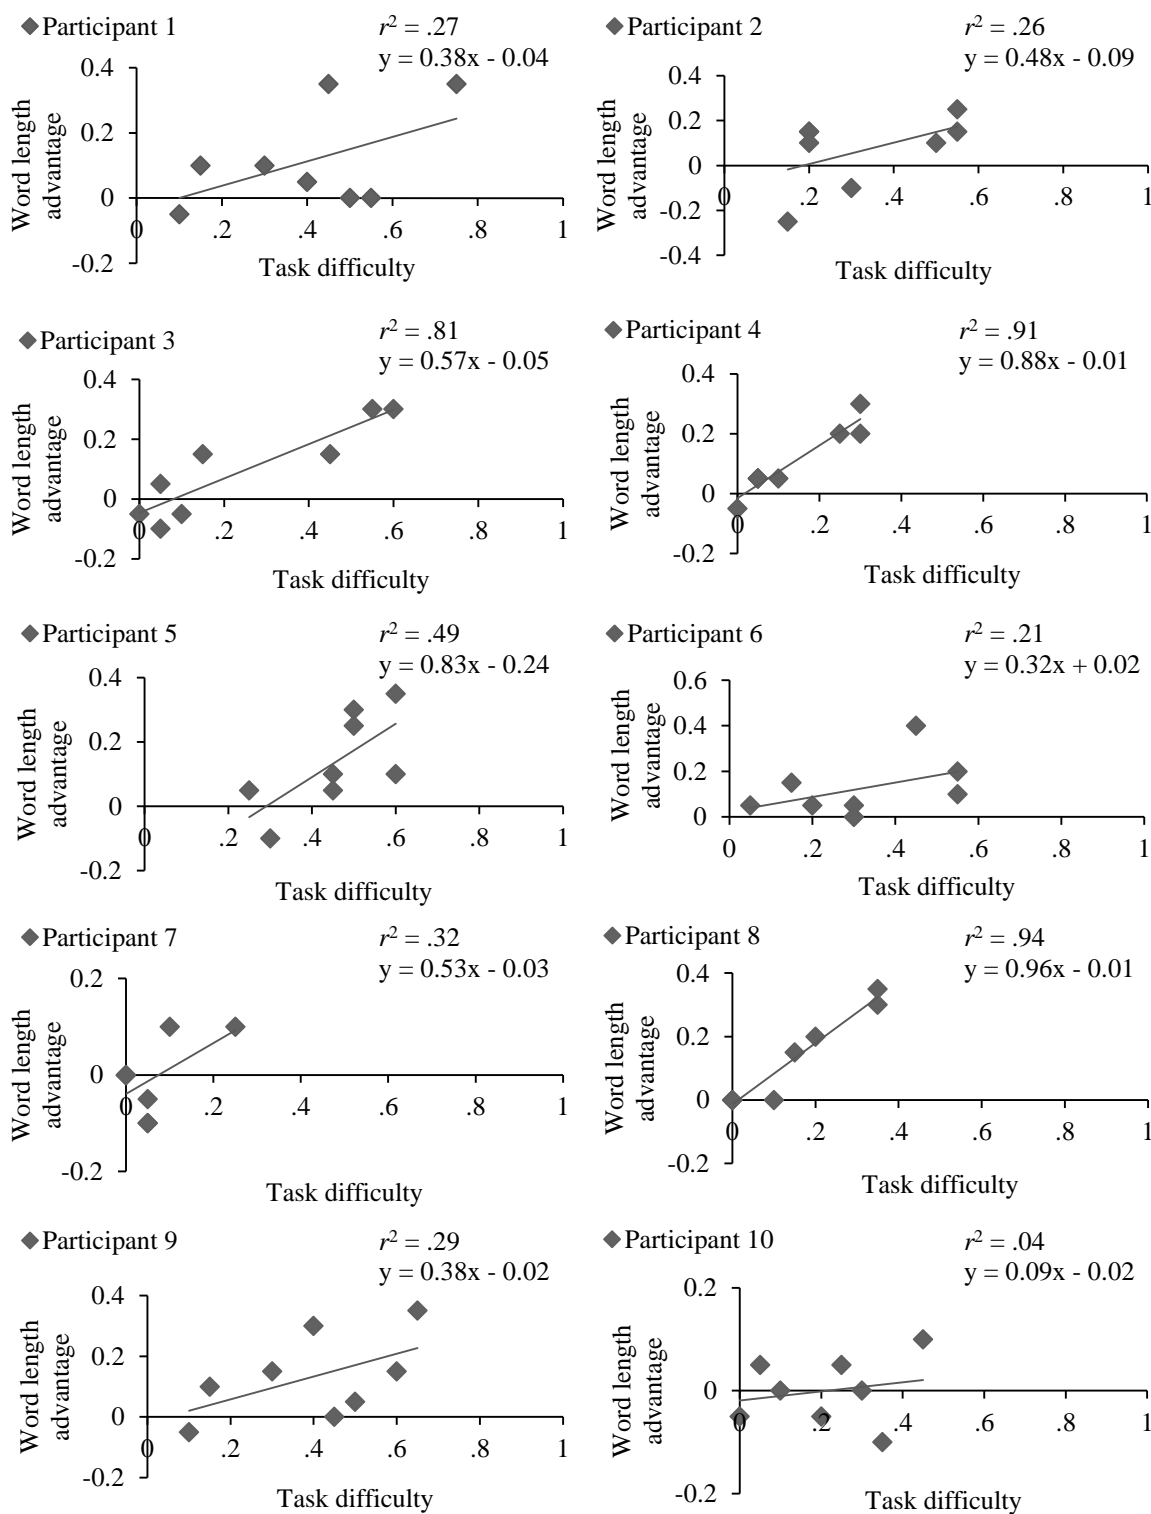 Participant 1
r² = .27
y = 0.38x - 0.04
0.4
0.2
0
-0.2
Word length
advantage
0 .2 .4 .6 .8 1
Task difficulty
Participant 2
r² = .26
y = 0.48x - 0.09
0.4
0.2
0
-0.2
-0.4
Word length
advantage
0 .2 .4 .6 .8 1
Task difficulty
Participant 3
r² = .81
y = 0.57x - 0.05
0.4
0.2
0
-0.2
Word length
advantage
0 .2 .4 .6 .8 1
Task difficulty
Participant 4
r² = .91
y = 0.88x - 0.01
0.4
0.2
0
-0.2
Word length
advantage
0 .2 .4 .6 .8 1
Task difficulty
Participant 5
r² = .49
y = 0.83x - 0.24
0.4
0.2
0
-0.2
Word length
advantage
0 .2 .4 .6 .8 1
Task difficulty
Participant 6
r² = .21
y = 0.32x + 0.02
0.6
0.4
0.2
0
Word length
advantage
0 .2 .4 .6 .8 1
Task difficulty
Participant 7
r² = .32
y = 0.53x - 0.03
0.2
0
-0.2
Word length
advantage
0 .2 .4 .6 .8 1
Task difficulty
Participant 8
r² = .94
y = 0.96x - 0.01
0.4
0.2
0
-0.2
Word length
advantage
0 .2 .4 .6 .8 1
Task difficulty
Participant 9
r² = .29
y = 0.38x - 0.02
0.4
0.2
0
-0.2
Word length
advantage
0 .2 .4 .6 .8 1
Task difficulty
Participant 10
r² = .04
y = 0.09x - 0.02
0.2
0
-0.2
Word length
advantage
0 .2 .4 .6 .8 1
Task difficulty